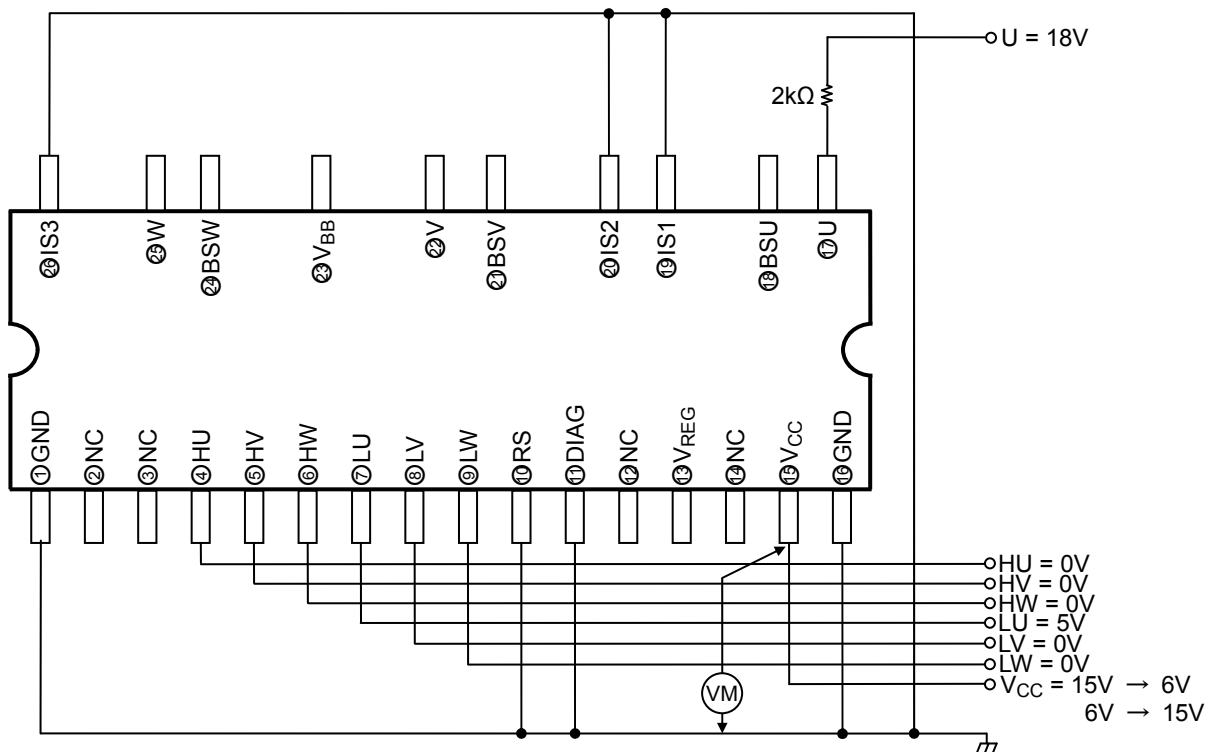 U = 18V
2kΩ
㉖IS3
㉕W
㉔BSW
㉓VBB
㉒V
㉑BSV
⑳IS2
⑲IS1
⑱BSU
⑰U
①GND
②NC
③NC
④HU
⑤HV
⑥HW
⑦LU
⑧LV
⑨LW
⑩RS
⑪DIAG
⑫NC
⑬VREG
⑭NC
⑮VCC
⑯GND
HU = 0V
HV = 0V
HW = 0V
LU = 5V
LV = 0V
LW = 0V
VM
VCC = 15V → 6V
6V → 15V